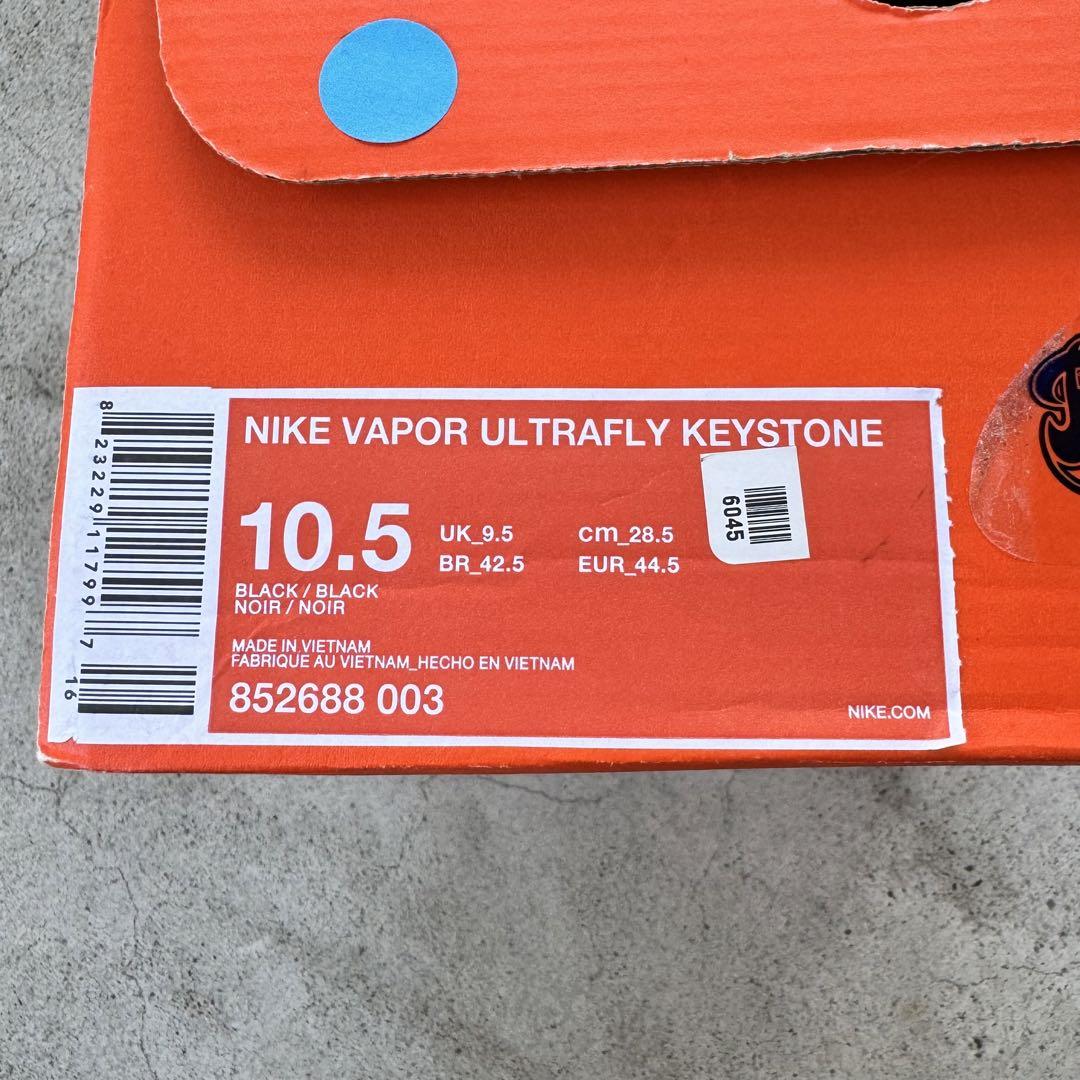 NIKE VAPOR ULTRAFLY KEYSTONE
10.5
UK_9.5 cm_28.5
BR_42.5 EUR_44.5
6045
BLACK / BLACK
NOIR / NOIR
MADE IN VIETNAM
FABRIQUE AU VIETNAM_HECHO EN VIETNAM
852688 003
NIKE.COM
8 23229 11799 7
16